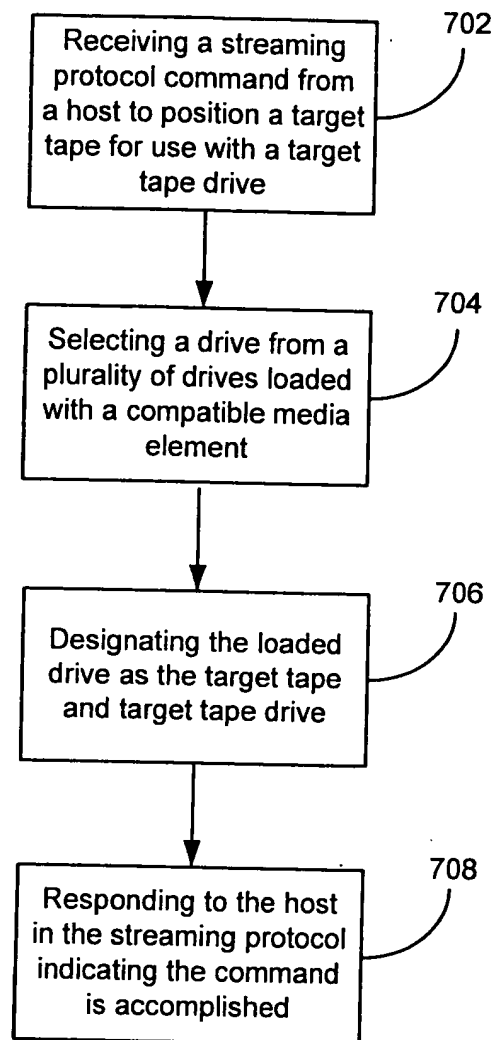 702
Receiving a streaming
protocol command from
a host to position a target
tape for use with a target
tape drive
704
Selecting a drive from a
plurality of drives loaded
with a compatible media
element
706
Designating the loaded
drive as the target tape
and target tape drive
708
Responding to the host
in the streaming protocol
indicating the command
is accomplished